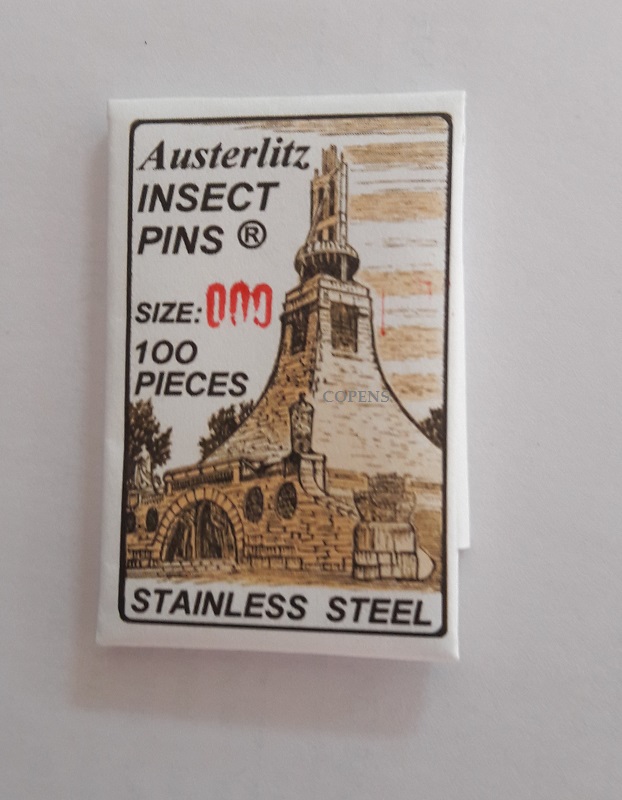 Austerlitz
INSECT
PINS ®
SIZE: 000
100
PIECES
COPENS
STAINLESS STEEL